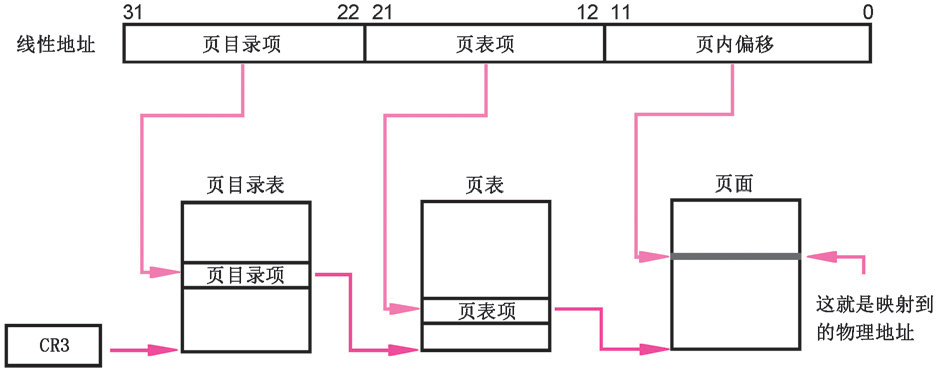 31 22 21 12 11 0
线性地址 页目录项 页表项 页内偏移
页目录表 页表 页面
页目录项
页表项
这就是映射到
的物理地址
CR3